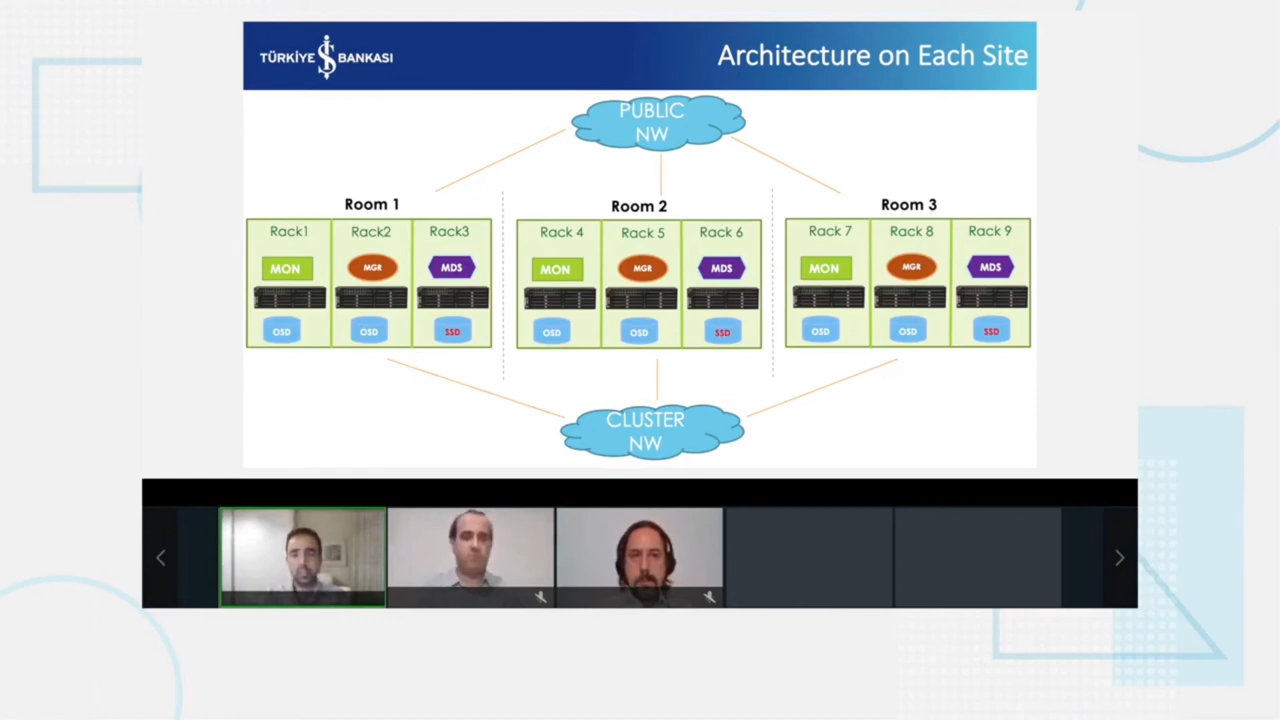 TÜRKİYE İŞ BANKASI
Architecture on Each Site
PUBLIC
NW
Room 1
Room 2
Room 3
Rack1
Rack2
Rack3
Rack 4
Rack 5
Rack 6
Rack 7
Rack 8
Rack 9
MON
MGR
MDS
MON
MGR
MDS
MON
MGR
MDS
OSD
OSD
SSD
OSD
OSD
SSD
OSD
OSD
SSD
CLUSTER
NW